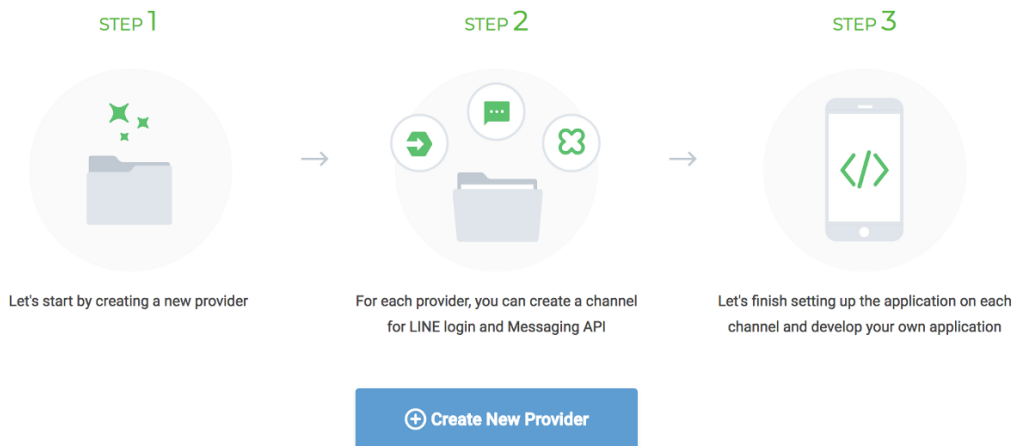 STEP 1
STEP 2
STEP 3
Let's start by creating a new provider
For each provider, you can create a channel
for LINE login and Messaging API
Let's finish setting up the application on each
channel and develop your own application
Create New Provider